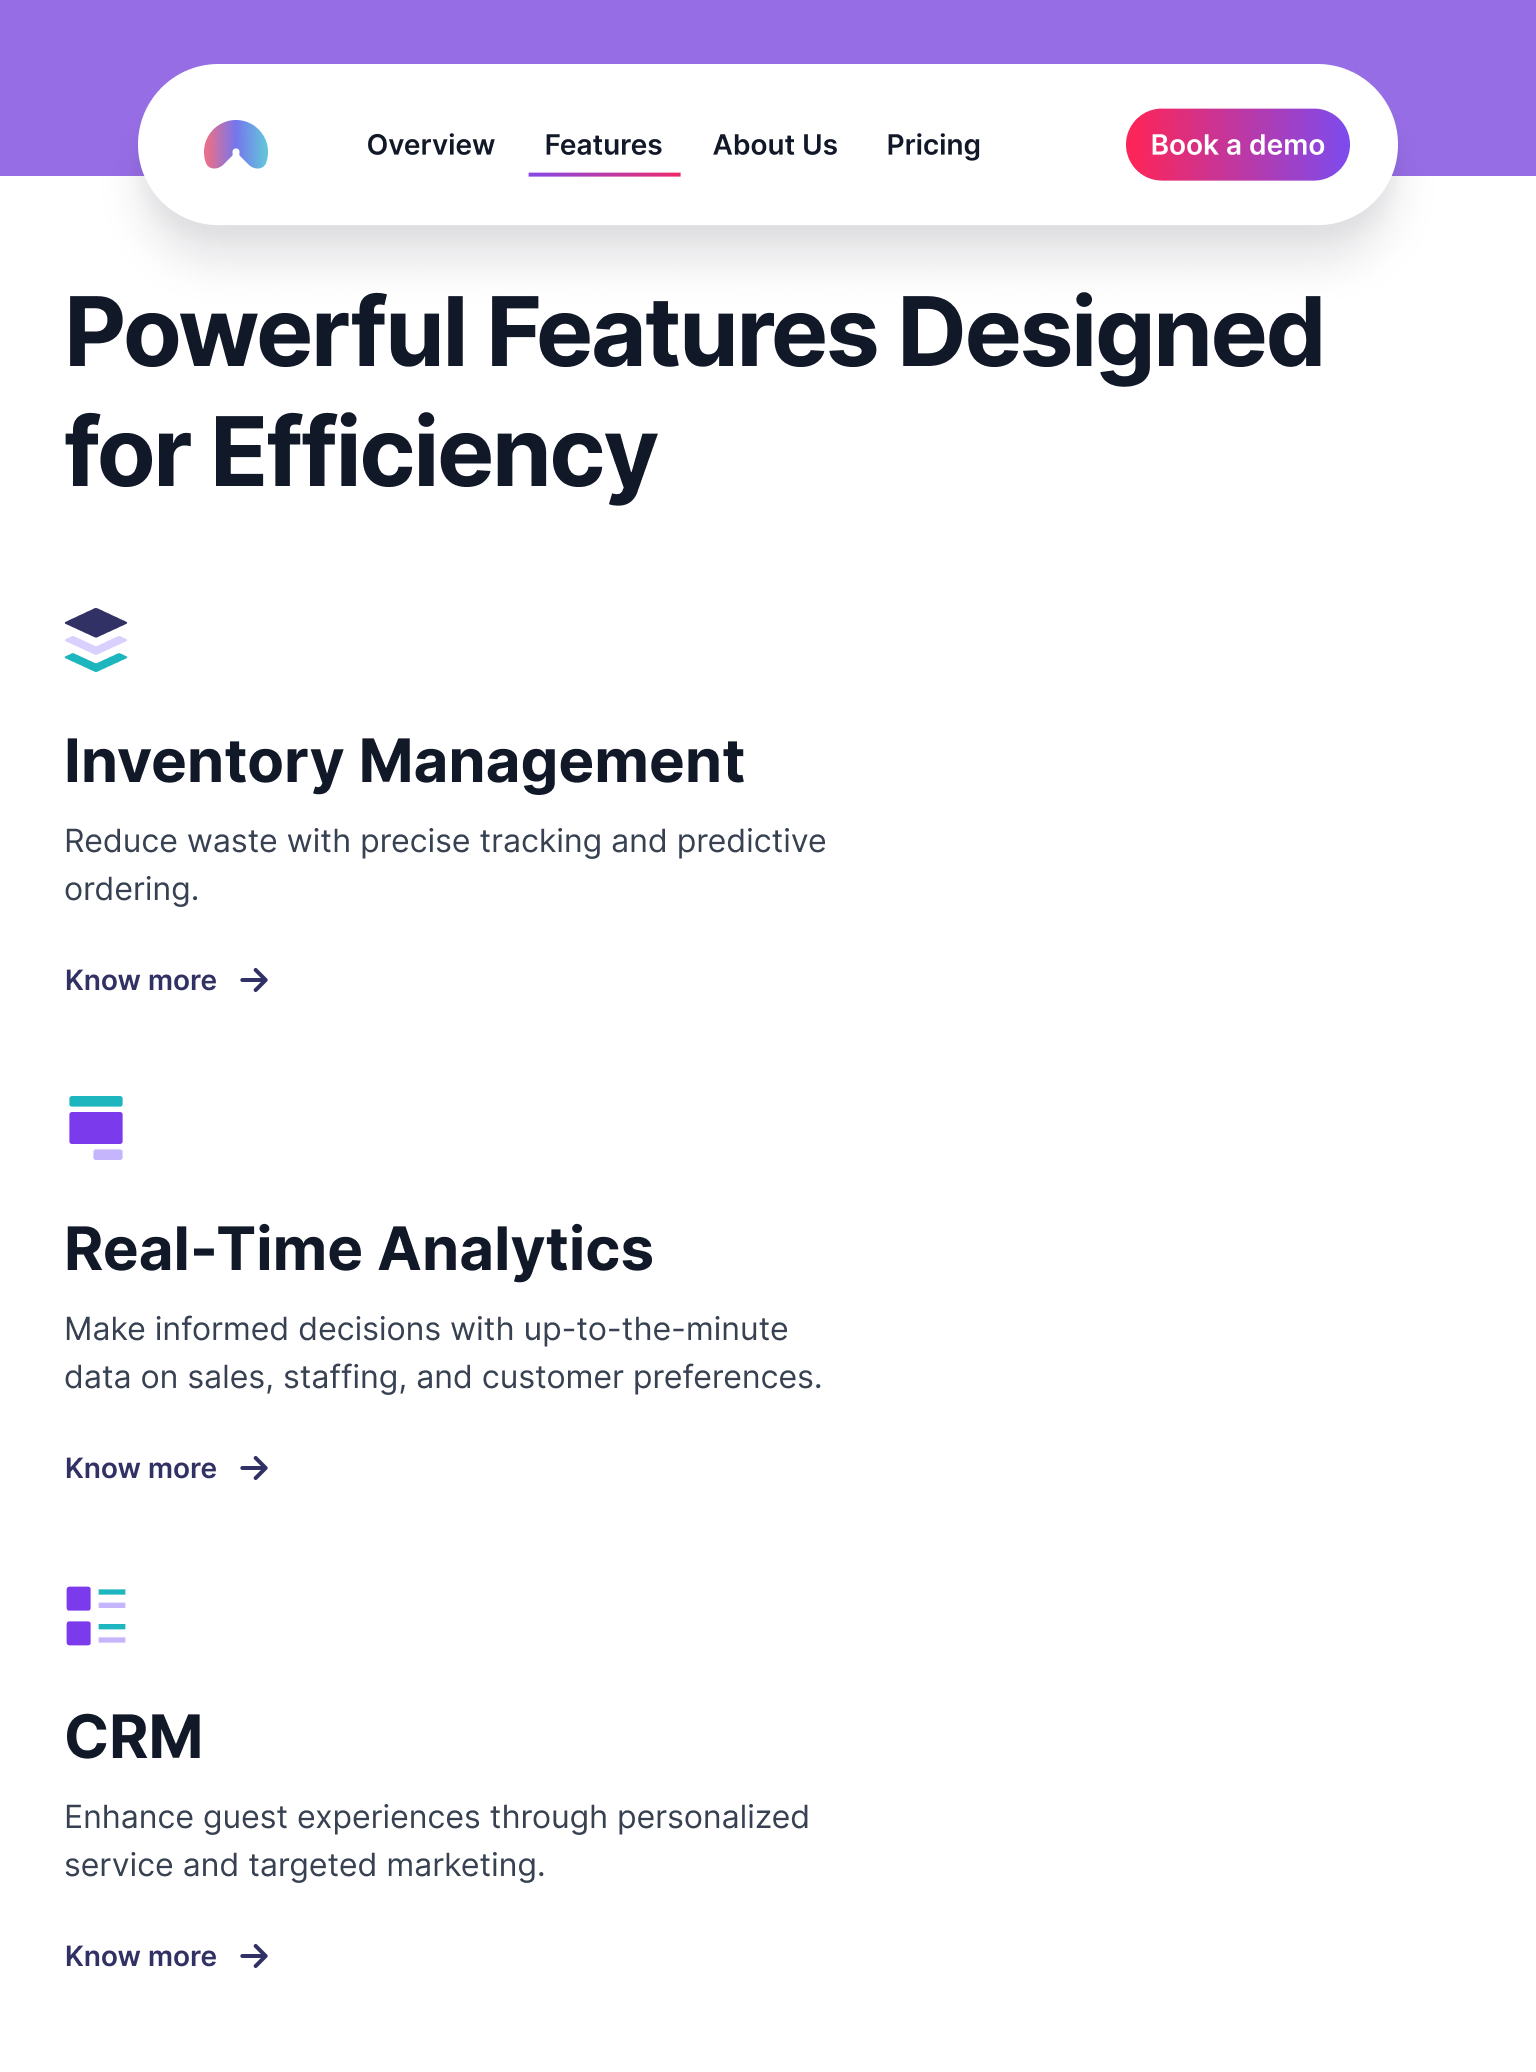 Overview Features About Us Pricing Book a demo
Powerful Features Designed
for Efficiency
Inventory Management
Reduce waste with precise tracking and predictive
ordering.
Know more
Real-Time Analytics
Make informed decisions with up-to-the-minute
data on sales, staffing, and customer preferences.
Know more
CRM
Enhance guest experiences through personalized
service and targeted marketing.
Know more